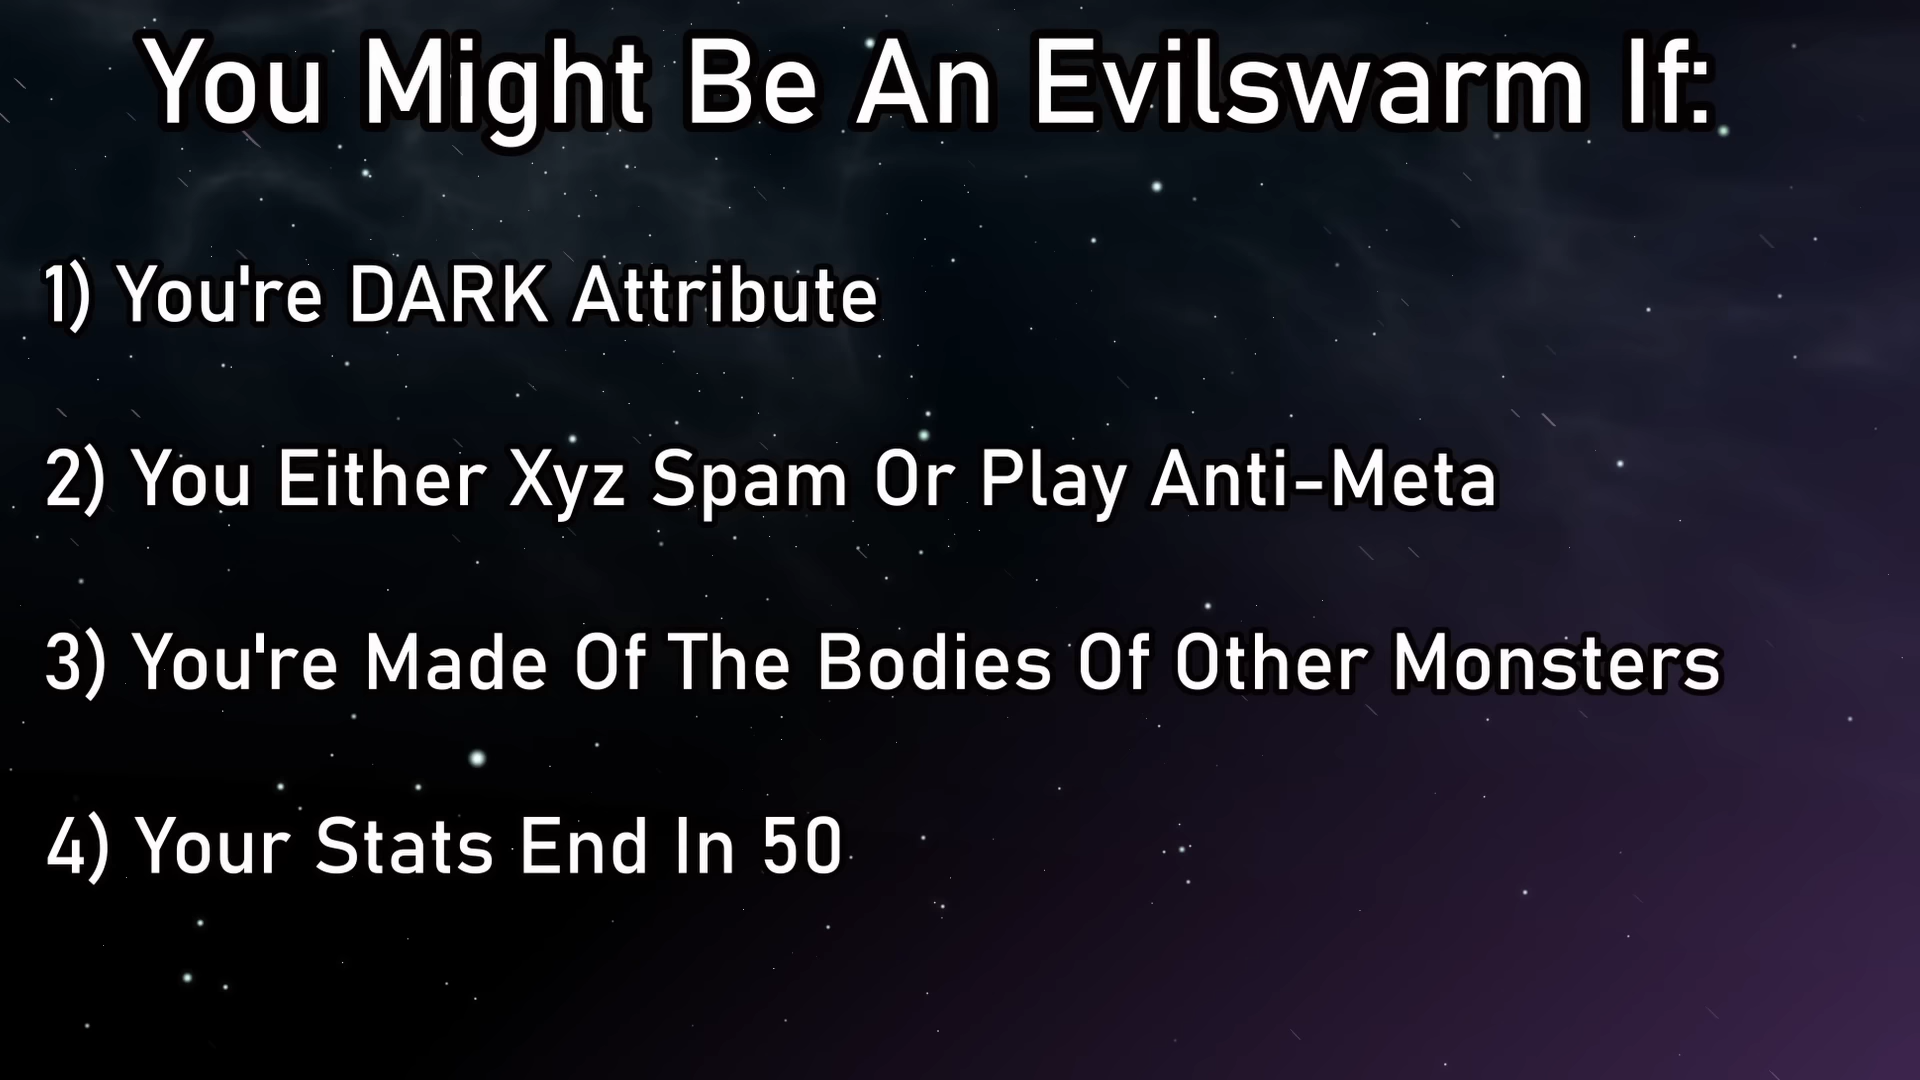 You Might Be An Evilswarm If:
1) You're DARK Attribute
2) You Either Xyz Spam Or Play Anti-Meta
3) You're Made Of The Bodies Of Other Monsters
4) Your Stats End In 50